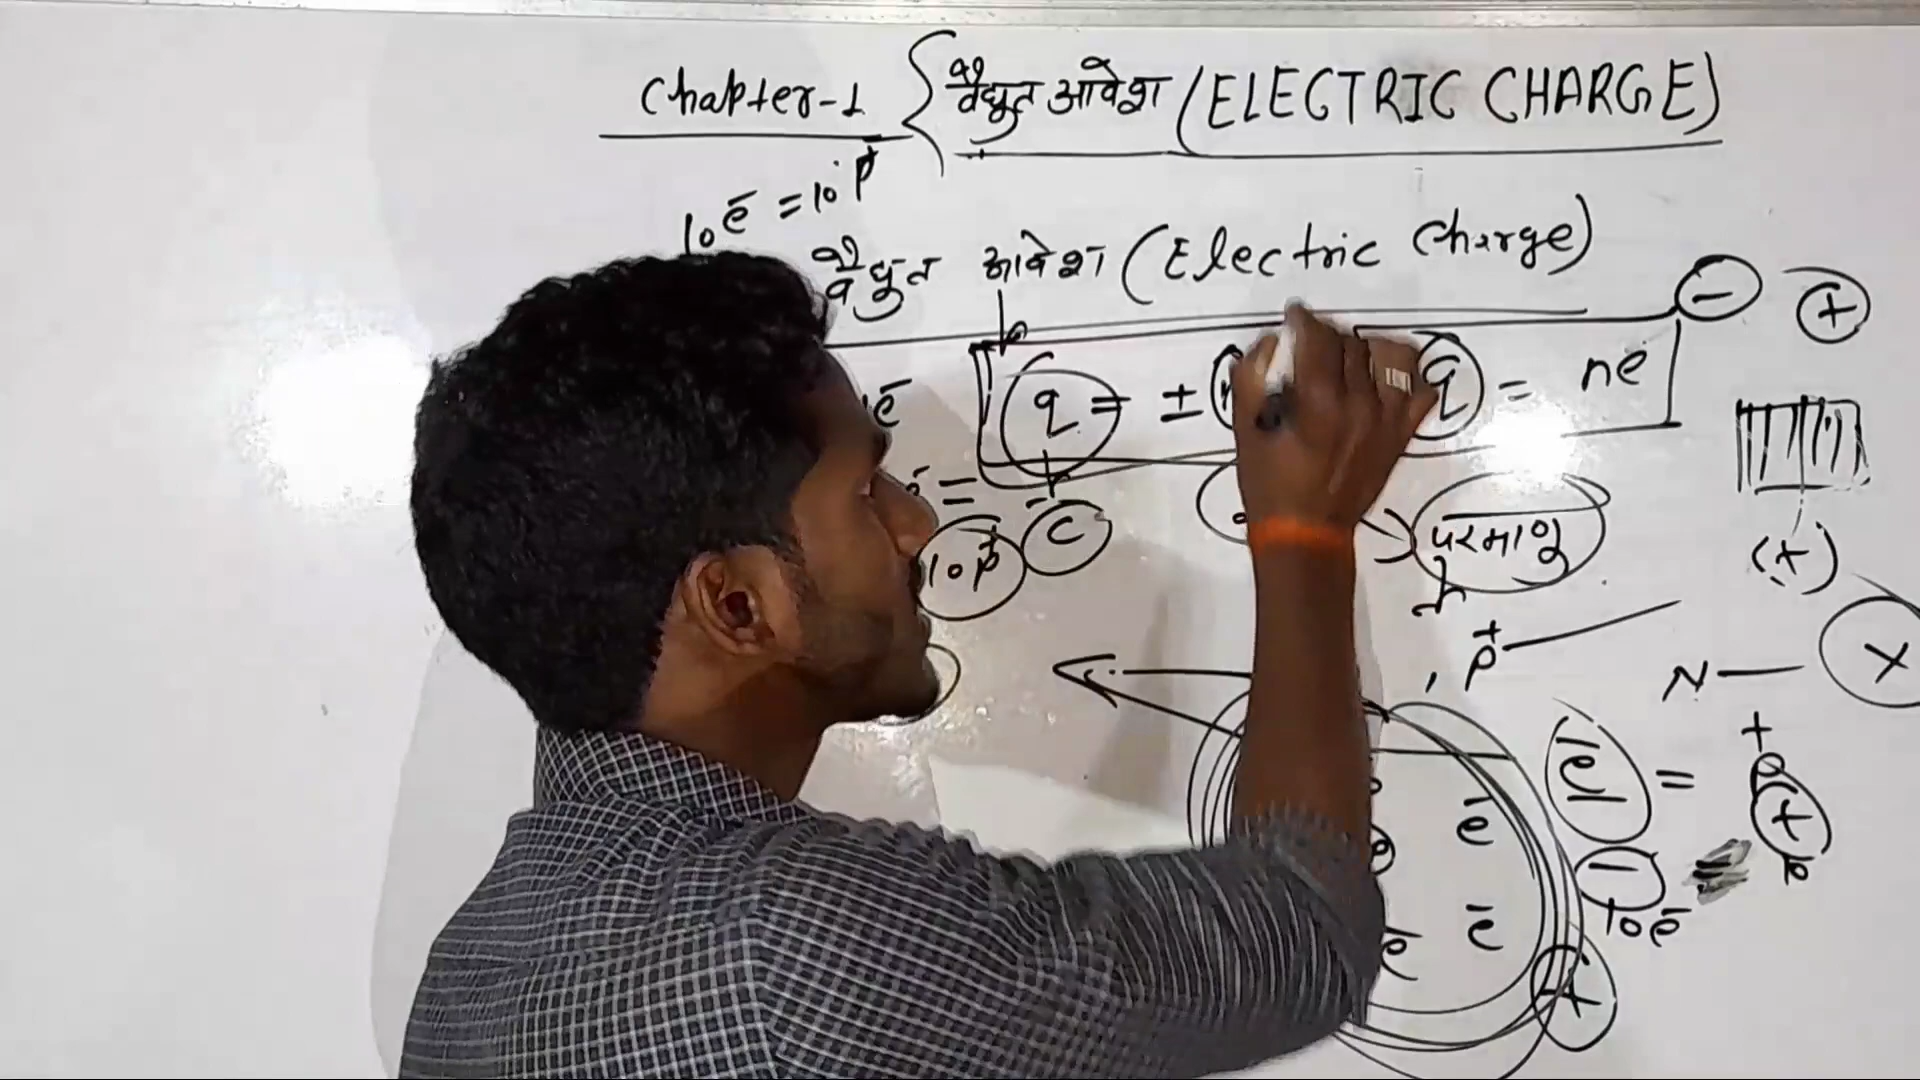 Chapter-1 { विद्युत आवेश (ELECTRIC CHARGE)
10 e̅ = 10 p⁺
विद्युत आवेश (Electric Charge)
− +
e̅ q = ± q = ne
=
10 p⁺ C परमाणु
(+)
, p⁺
N — ×
e̅ |e| = +e
+
e
− =
e̅ e̅ 10 e̅
+